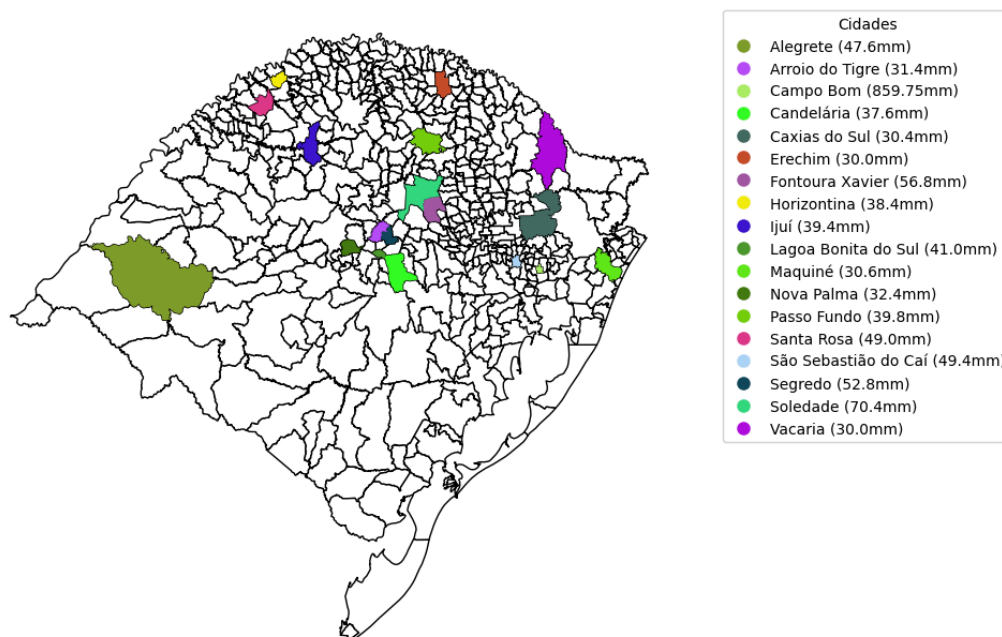 Cidades
Alegrete (47.6mm)
Arroio do Tigre (31.4mm)
Campo Bom (859.75mm)
Candelária (37.6mm)
Caxias do Sul (30.4mm)
Erechim (30.0mm)
Fontoura Xavier (56.8mm)
Horizontina (38.4mm)
Ijuí (39.4mm)
Lagoa Bonita do Sul (41.0mm)
Maquiné (30.6mm)
Nova Palma (32.4mm)
Passo Fundo (39.8mm)
Santa Rosa (49.0mm)
São Sebastião do Caí (49.4mm)
Segredo (52.8mm)
Soledade (70.4mm)
Vacaria (30.0mm)